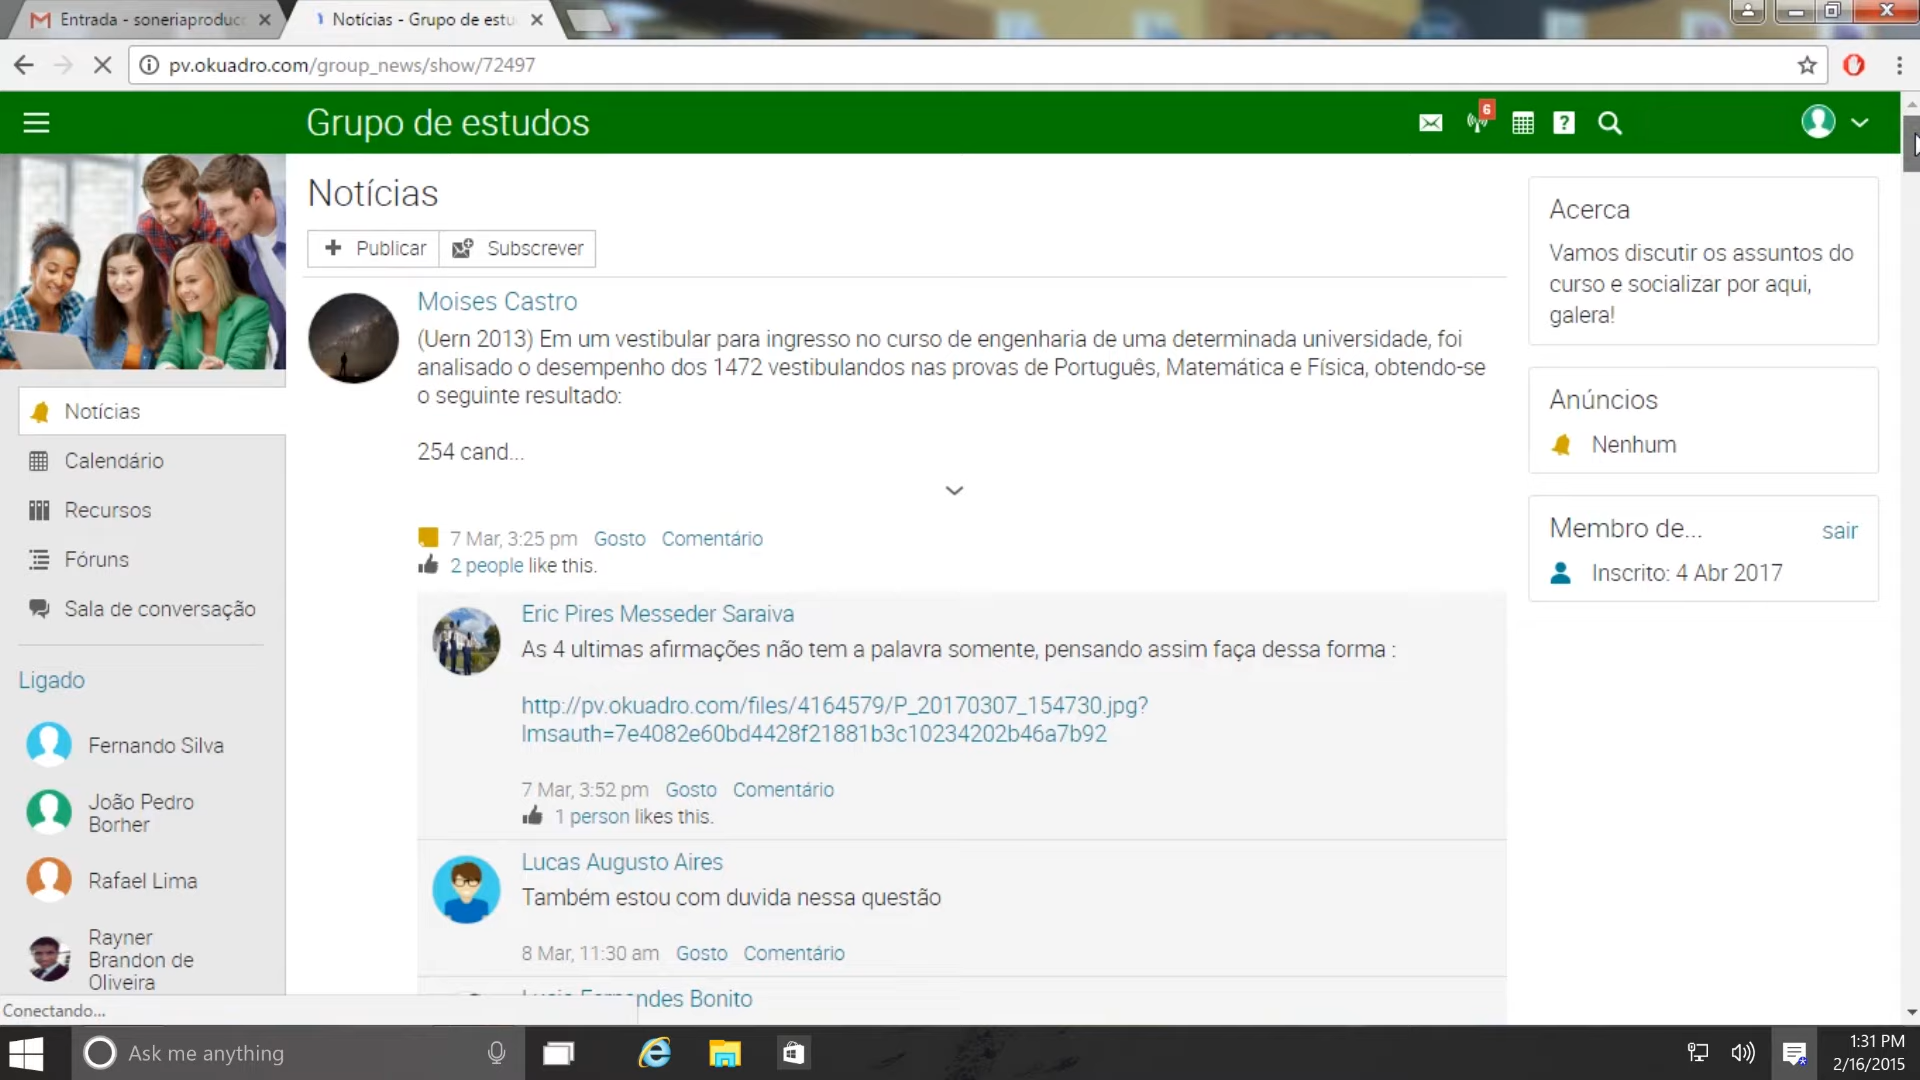 Entrada - soneriaproduc
Notícias - Grupo de estu
pv.okuadro.com/group_news/show/72497
Grupo de estudos
6
Notícias
Publicar
Subscrever
Moises Castro
(Uern 2013) Em um vestibular para ingresso no curso de engenharia de uma determinada universidade, foi
analisado o desempenho dos 1472 vestibulandos nas provas de Português, Matemática e Física, obtendo-se
o seguinte resultado:
254 cand...
7 Mar, 3:25 pm Gosto Comentário
2 people like this.
Eric Pires Messeder Saraiva
As 4 ultimas afirmações não tem a palavra somente, pensando assim faça dessa forma :
http://pv.okuadro.com/files/4164579/P_20170307_154730.jpg?
lmsauth=7e4082e60bd4428f21881b3c10234202b46a7b92
7 Mar, 3:52 pm Gosto Comentário
1 person likes this.
Lucas Augusto Aires
Também estou com duvida nessa questão
8 Mar, 11:30 am Gosto Comentário
Bonito
Acerca
Vamos discutir os assuntos do
curso e socializar por aqui,
galera!
Anúncios
Nenhum
Membro de... sair
Inscrito: 4 Abr 2017
Notícias
Calendário
Recursos
Fóruns
Sala de conversação
Ligado
Fernando Silva
João Pedro
Borher
Rafael Lima
Rayner
Brandon de
Oliveira
Conectando...
Ask me anything
1:31 PM
2/16/2015